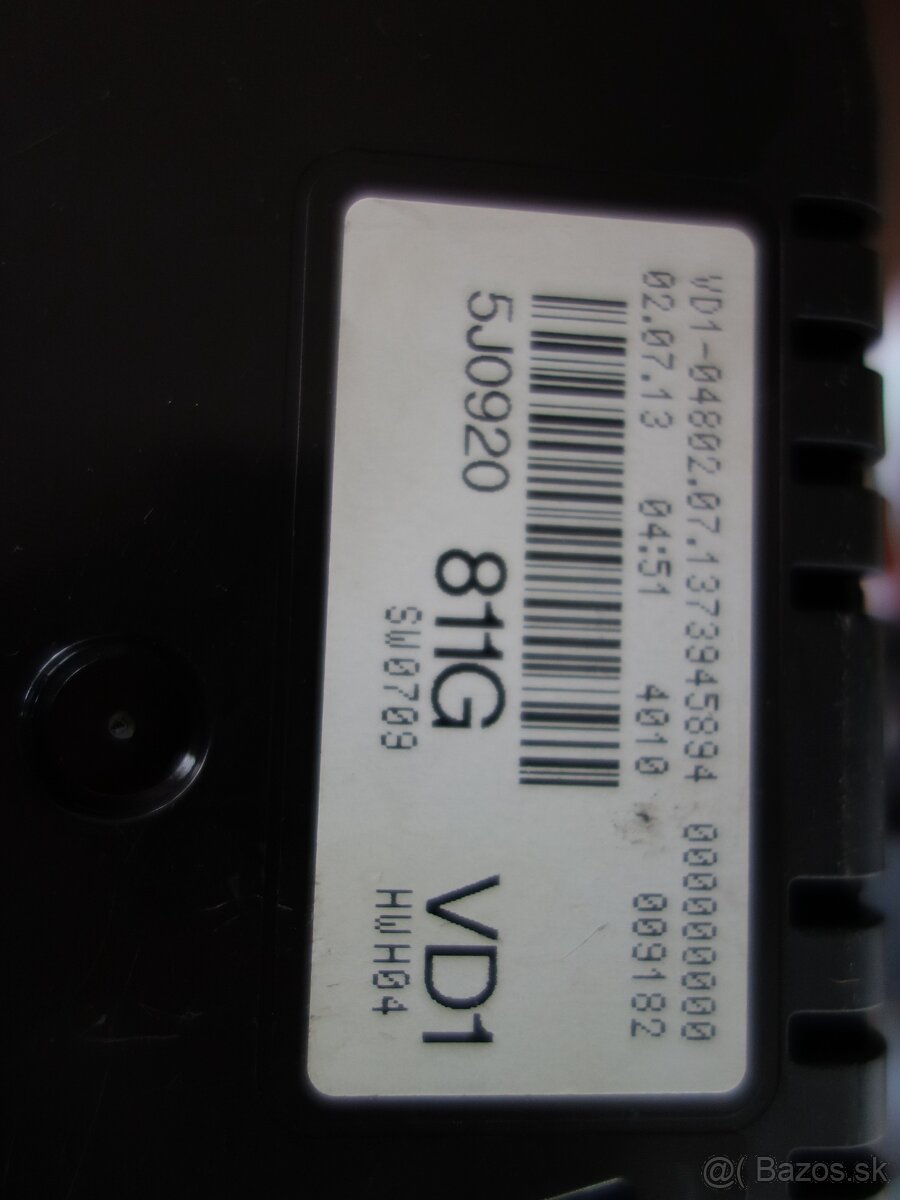 VD1-04802.07.1373945894 000000000
02.07.13 04:51 4010 009182
5J0920 811G VD1
SW0709 HWH04
@( Bazos.sk